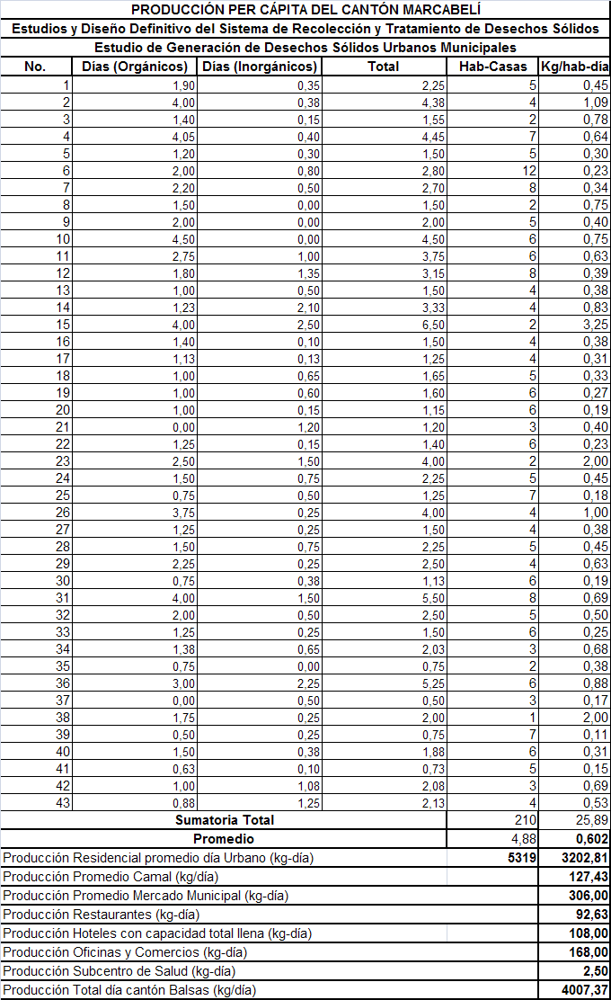 PRODUCCIÓN PER CÁPITA DEL CANTÓN MARCABELÍ
Estudios y Diseño Definitivo del Sistema de Recolección y Tratamiento de Desechos Sólidos
Estudio de Generación de Desechos Sólidos Urbanos Municipales
No. Días (Orgánicos) Días (Inorgánicos) Total Hab-Casas Kg/hab-día
1 1,90 0,35 2,25 5 0,45
2 4,00 0,38 4,38 4 1,09
3 1,40 0,15 1,55 2 0,78
4 4,05 0,40 4,45 7 0,64
5 1,20 0,30 1,50 5 0,30
6 2,00 0,80 2,80 12 0,23
7 2,20 0,50 2,70 8 0,34
8 1,50 0,00 1,50 2 0,75
9 2,00 0,00 2,00 5 0,40
10 4,50 0,00 4,50 6 0,75
11 2,75 1,00 3,75 6 0,63
12 1,80 1,35 3,15 8 0,39
13 1,00 0,50 1,50 4 0,38
14 1,23 2,10 3,33 4 0,83
15 4,00 2,50 6,50 2 3,25
16 1,40 0,10 1,50 4 0,38
17 1,13 0,13 1,25 4 0,31
18 1,00 0,65 1,65 5 0,33
19 1,00 0,60 1,60 6 0,27
20 1,00 0,15 1,15 6 0,19
21 0,00 1,20 1,20 3 0,40
22 1,25 0,15 1,40 6 0,23
23 2,50 1,50 4,00 2 2,00
24 1,50 0,75 2,25 5 0,45
25 0,75 0,50 1,25 7 0,18
26 3,75 0,25 4,00 4 1,00
27 1,25 0,25 1,50 4 0,38
28 1,50 0,75 2,25 5 0,45
29 2,25 0,25 2,50 4 0,63
30 0,75 0,38 1,13 6 0,19
31 4,00 1,50 5,50 8 0,69
32 2,00 0,50 2,50 5 0,50
33 1,25 0,25 1,50 6 0,25
34 1,38 0,65 2,03 3 0,68
35 0,75 0,00 0,75 2 0,38
36 3,00 2,25 5,25 6 0,88
37 0,00 0,50 0,50 3 0,17
38 1,75 0,25 2,00 1 2,00
39 0,50 0,25 0,75 7 0,11
40 1,50 0,38 1,88 6 0,31
41 0,63 0,10 0,73 5 0,15
42 1,00 1,08 2,08 3 0,69
43 0,88 1,25 2,13 4 0,53
Sumatoria Total 210 25,89
Promedio 4,88 0,602
Producción Residencial promedio día Urbano (kg-día) 5319 3202,81
Producción Promedio Camal (kg/día) 127,43
Producción Promedio Mercado Municipal (kg-día) 306,00
Producción Restaurantes (kg-día) 92,63
Producción Hoteles con capacidad total llena (kg-día) 108,00
Producción Oficinas y Comercios (kg-día) 168,00
Producción Subcentro de Salud (kg-día) 2,50
Producción Total día cantón Balsas (kg/día) 4007,37